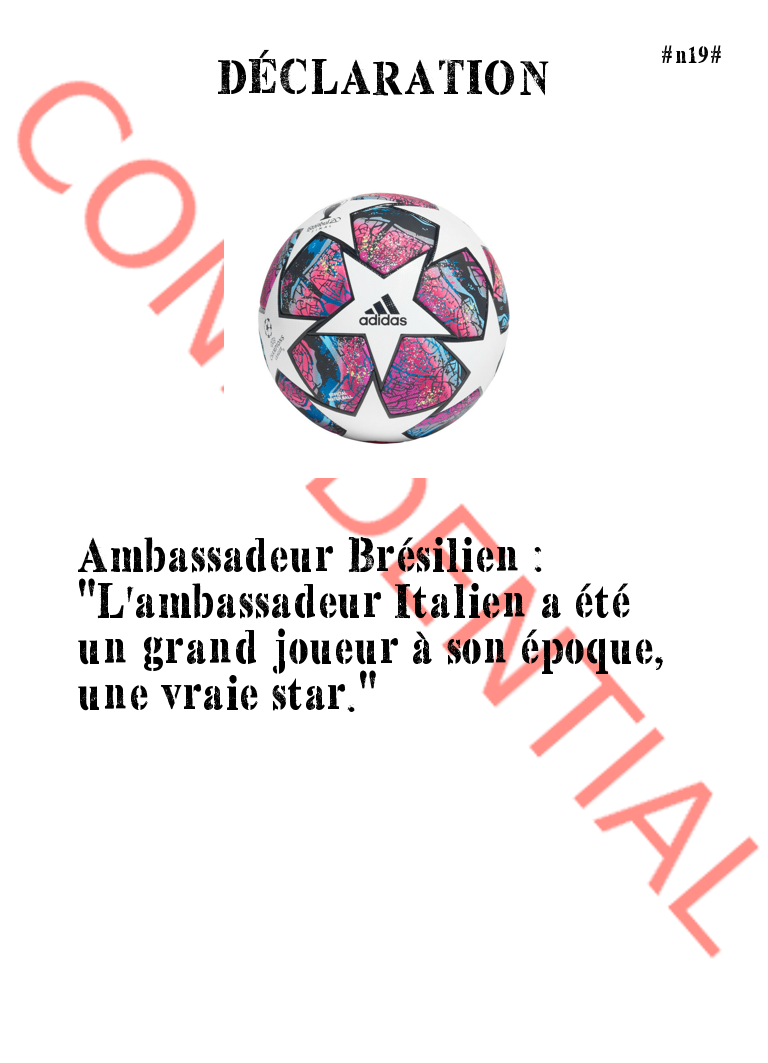 #n19#
DÉCLARATION
adidas
Ambassadeur Brésilien :
"L'ambassadeur Italien a été
un grand joueur à son époque,
une vraie star."